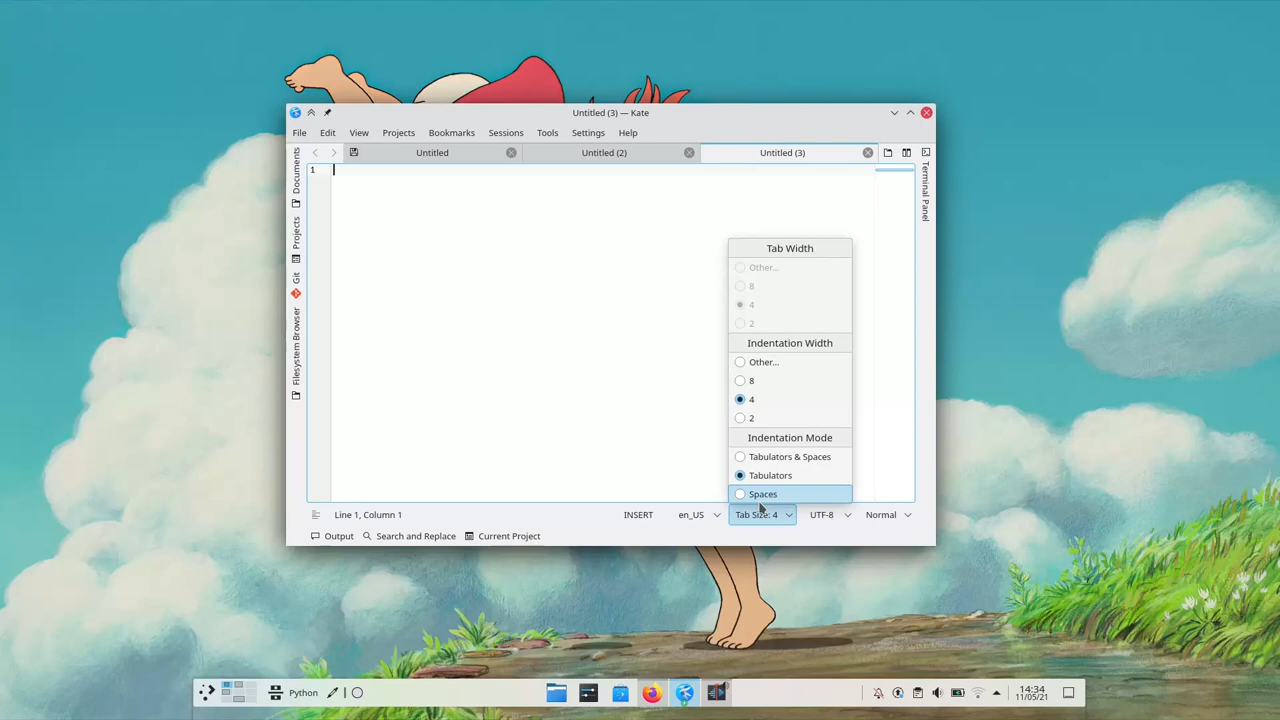 Untitled (3) — Kate
File Edit View Projects Bookmarks Sessions Tools Settings Help
Untitled Untitled (2) Untitled (3)
Documents
Projects
Git
Filesystem Browser
Terminal Panel
1
Tab Width
Other...
8
4
2
Indentation Width
Other...
8
4
2
Indentation Mode
Tabulators & Spaces
Tabulators
Spaces
Line 1, Column 1 INSERT en_US Tab Size: 4 UTF-8 Normal
Output Search and Replace Current Project
Python
14:34
11/05/21